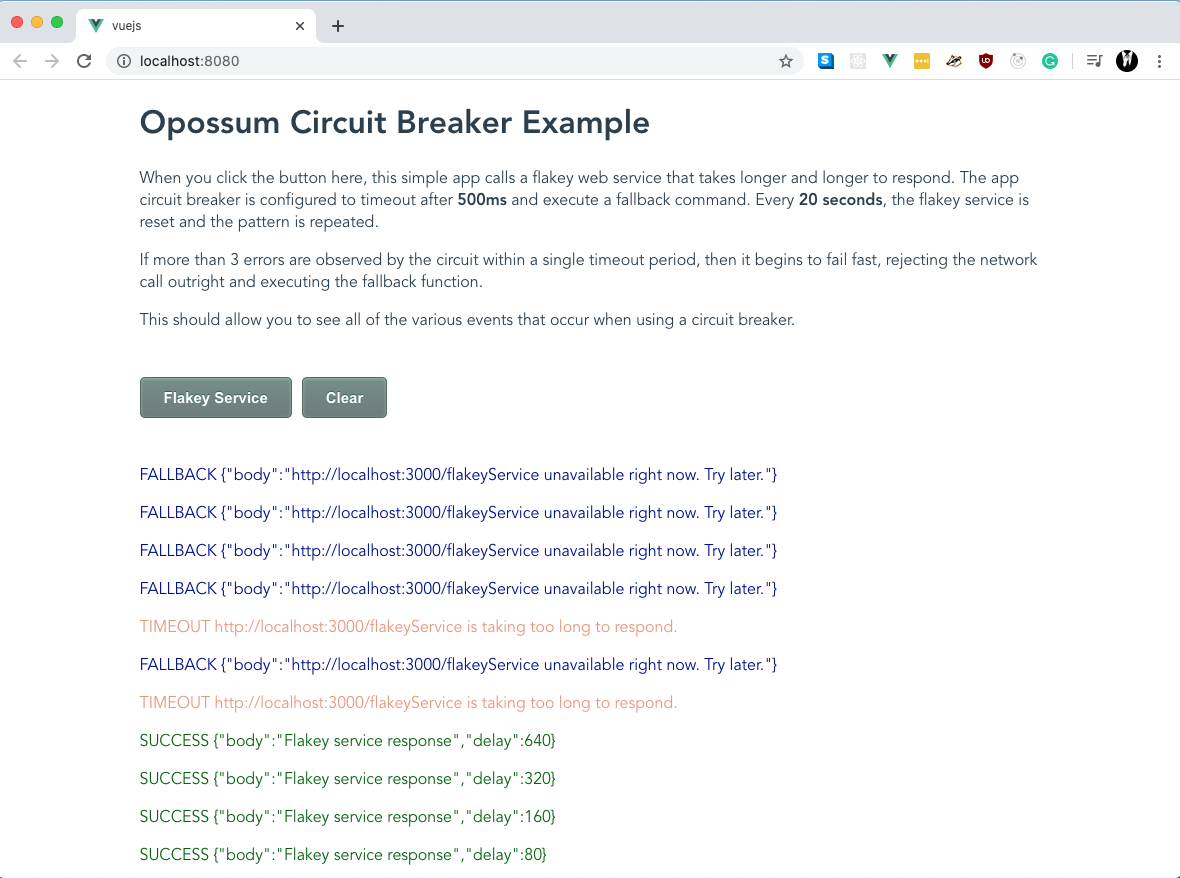 vuejs
localhost:8080
Opossum Circuit Breaker Example
When you click the button here, this simple app calls a flakey web service that takes longer and longer to respond. The app
circuit breaker is configured to timeout after 500ms and execute a fallback command. Every 20 seconds, the flakey service is
reset and the pattern is repeated.
If more than 3 errors are observed by the circuit within a single timeout period, then it begins to fail fast, rejecting the network
call outright and executing the fallback function.
This should allow you to see all of the various events that occur when using a circuit breaker.
Flakey Service Clear
FALLBACK {"body":"http://localhost:3000/flakeyService unavailable right now. Try later."}
FALLBACK {"body":"http://localhost:3000/flakeyService unavailable right now. Try later."}
FALLBACK {"body":"http://localhost:3000/flakeyService unavailable right now. Try later."}
FALLBACK {"body":"http://localhost:3000/flakeyService unavailable right now. Try later."}
TIMEOUT http://localhost:3000/flakeyService is taking too long to respond.
FALLBACK {"body":"http://localhost:3000/flakeyService unavailable right now. Try later."}
TIMEOUT http://localhost:3000/flakeyService is taking too long to respond.
SUCCESS {"body":"Flakey service response","delay":640}
SUCCESS {"body":"Flakey service response","delay":320}
SUCCESS {"body":"Flakey service response","delay":160}
SUCCESS {"body":"Flakey service response","delay":80}